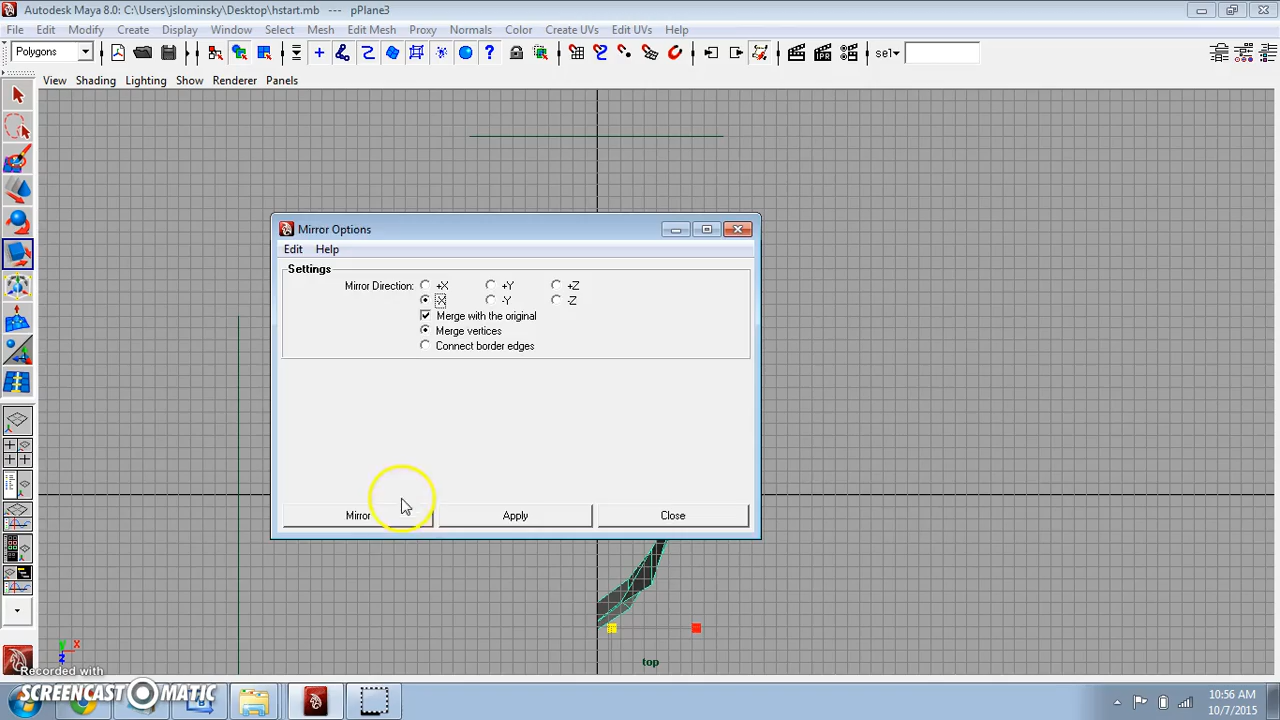 Autodesk Maya 8.0: C:\Users\jslominsky\Desktop\hstart.mb --- pPlane3
File Edit Modify Create Display Window Select Mesh Edit Mesh Proxy Normals Color Create UVs Edit UVs Help
Polygons sel
View Shading Lighting Show Renderer Panels
Mirror Options
Edit Help
Settings
Mirror Direction: +X +Y +Z
-X -Y -Z
Merge with the original
Merge vertices
Connect border edges
Mirror Apply Close
y x
z
top
Recorded with
SCREENCAST MATIC
10:56 AM
10/7/2015